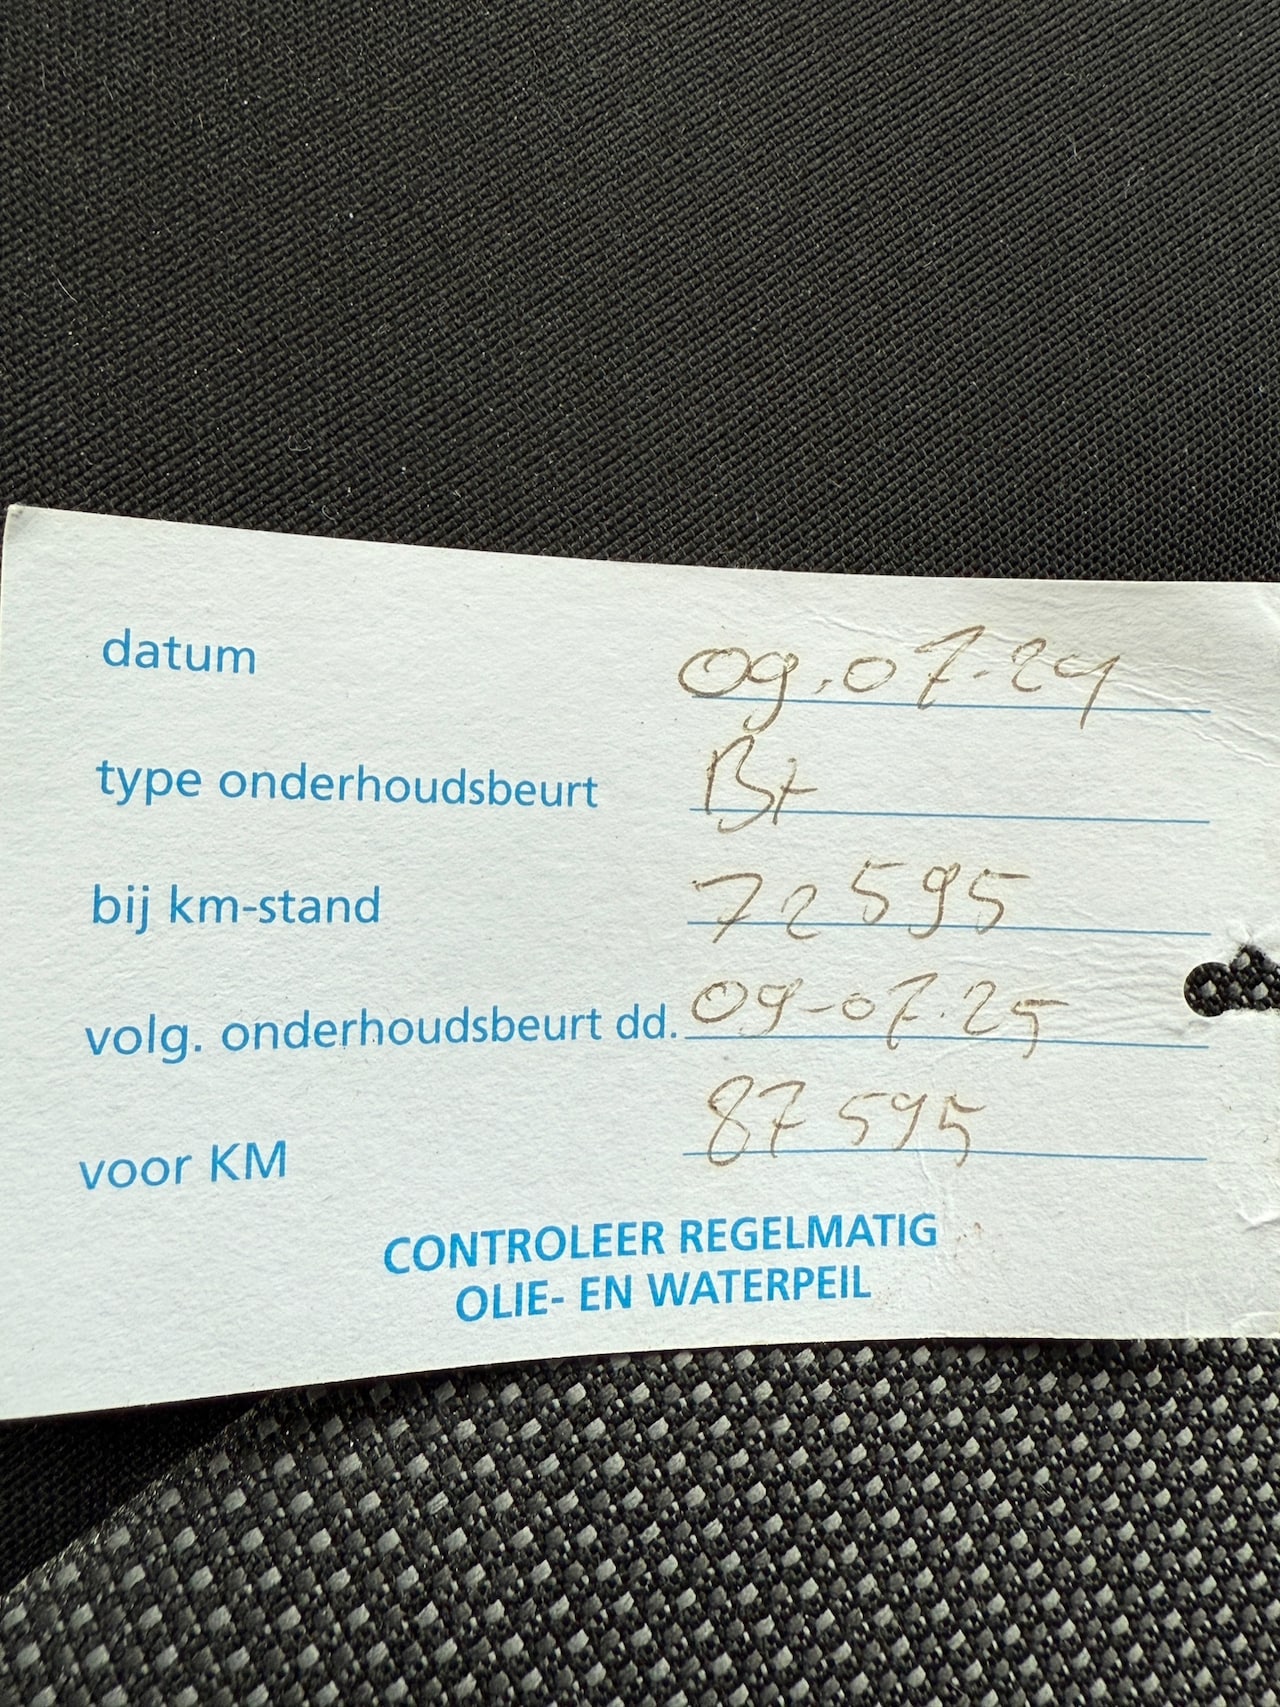 datum 09.07.24
type onderhoudsbeurt B+
bij km-stand 72595
volg. onderhoudsbeurt dd. 09-07.25
voor KM 87595
CONTROLEER REGELMATIG
OLIE- EN WATERPEIL